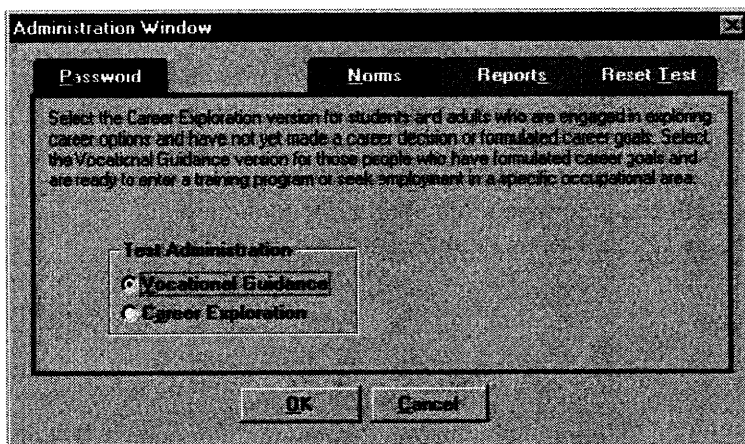 Administration Window
Password Norms Reports Reset Test
Select the Career Exploration version for students and adults who are engaged in exploring
career options and have not yet made a career decision or formulated career goals. Select
the Vocational Guidance version for those people who have formulated career goals and
are ready to enter a training program or seek employment in a specific occupational area.
Test Administration
Vocational Guidance
Career Exploration
OK Cancel